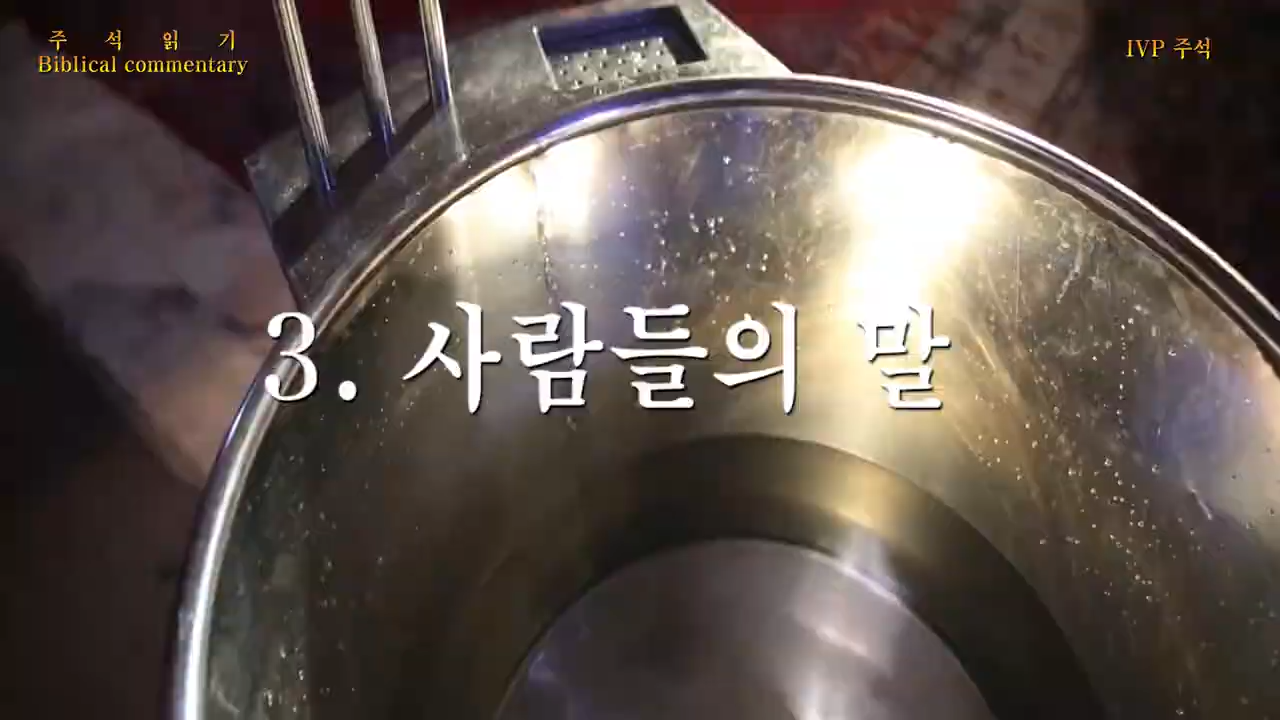 주 석 읽 기
Biblical commentary
IVP 주석
3. 사람들의 말